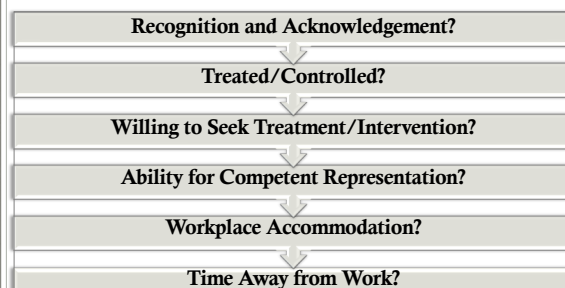 Recognition and Acknowledgement?
Treated/Controlled?
Willing to Seek Treatment/Intervention?
Ability for Competent Representation?
Workplace Accommodation?
Time Away from Work?